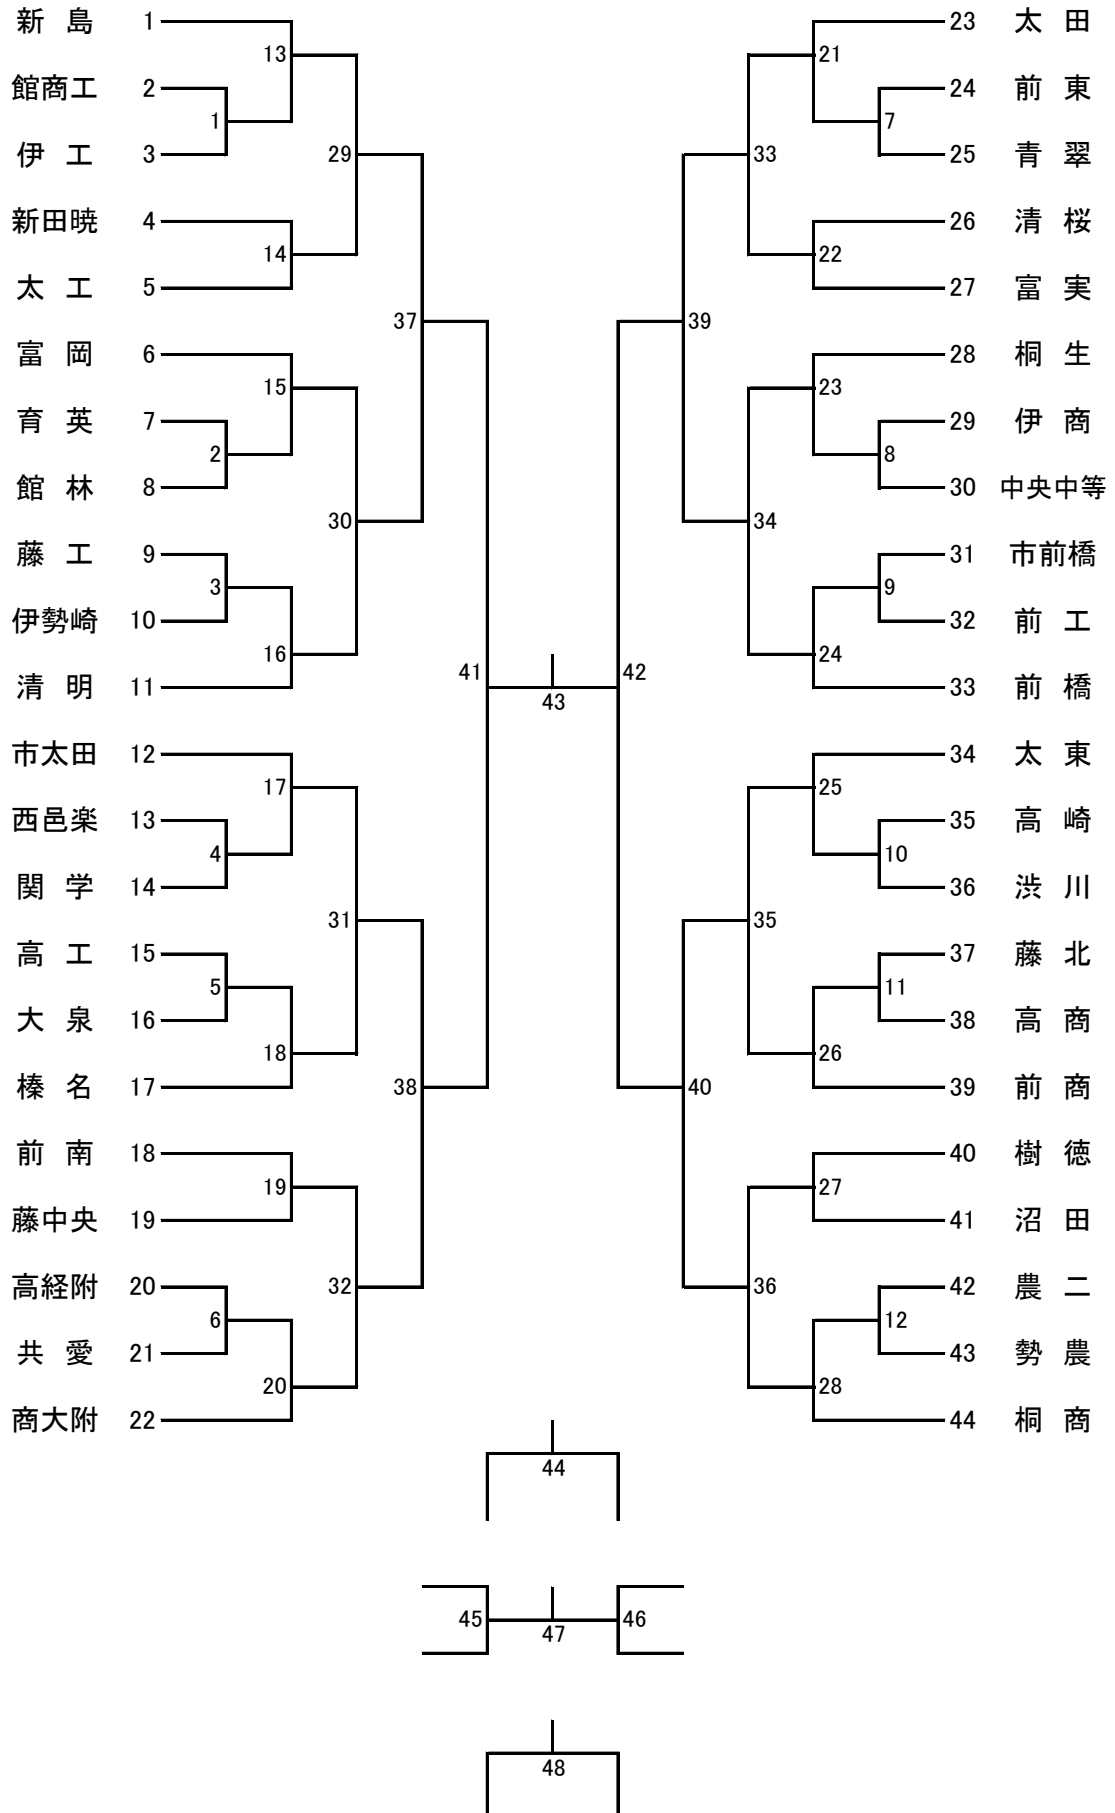 新 島 1
館商工 2
伊 工 3
新田暁 4
太 工 5
富 岡 6
育 英 7
館 林 8
藤 工 9
伊勢崎 10
清 明 11
市太田 12
西邑楽 13
関 学 14
高 工 15
大 泉 16
榛 名 17
前 南 18
藤中央 19
高経附 20
共 愛 21
商大附 22
13
1
29
14
37
15
2
30
3
16
41
17
4
31
5
18
38
19
32
6
20
43
42
21
7
33
22
39
23
8
34
9
24
25
10
35
11
26
40
27
36
12
28
23 太 田
24 前 東
25 青 翠
26 清 桜
27 富 実
28 桐 生
29 伊 商
30 中央中等
31 市前橋
32 前 工
33 前 橋
34 太 東
35 高 崎
36 渋 川
37 藤 北
38 高 商
39 前 商
40 樹 徳
41 沼 田
42 農 二
43 勢 農
44 桐 商
44
45
47
46
48